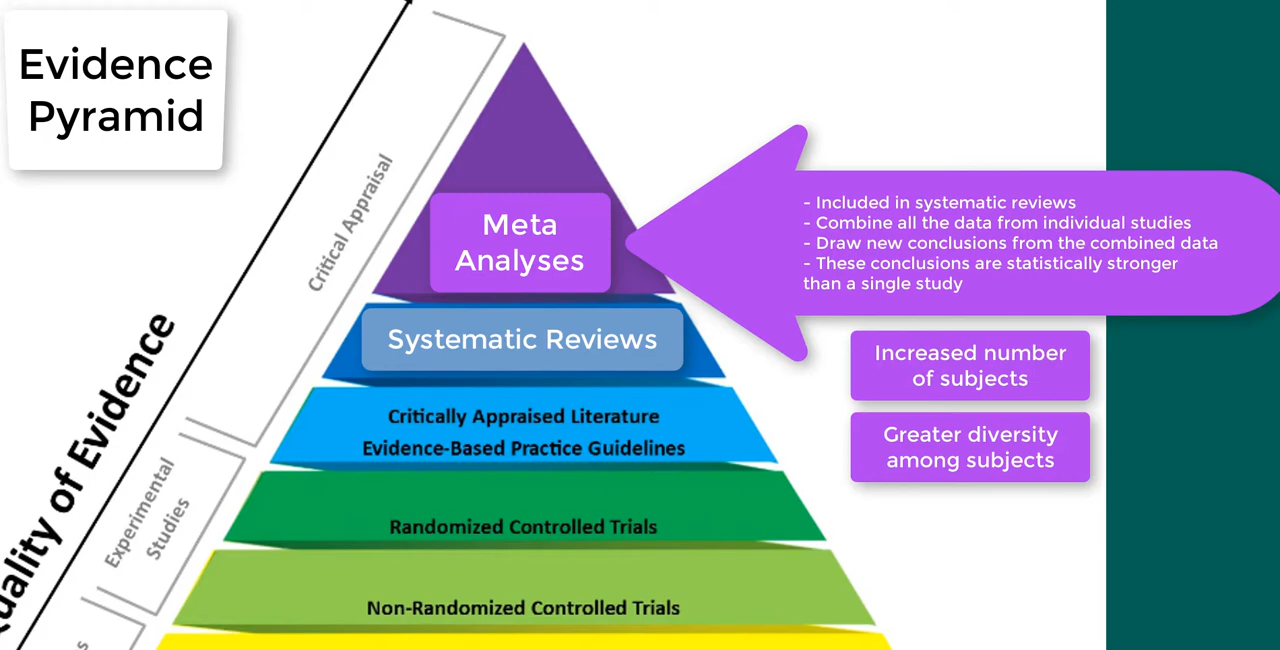 Evidence
Pyramid
Critical Appraisal
Meta
Analyses
- Included in systematic reviews
- Combine all the data from individual studies
- Draw new conclusions from the combined data
- These conclusions are statistically stronger
than a single study
Systematic Reviews
Increased number
of subjects
Greater diversity
among subjects
Critically Appraised Literature
Evidence-Based Practice Guidelines
of Evidence
Experimental
Studies
Randomized Controlled Trials
Non-Randomized Controlled Trials